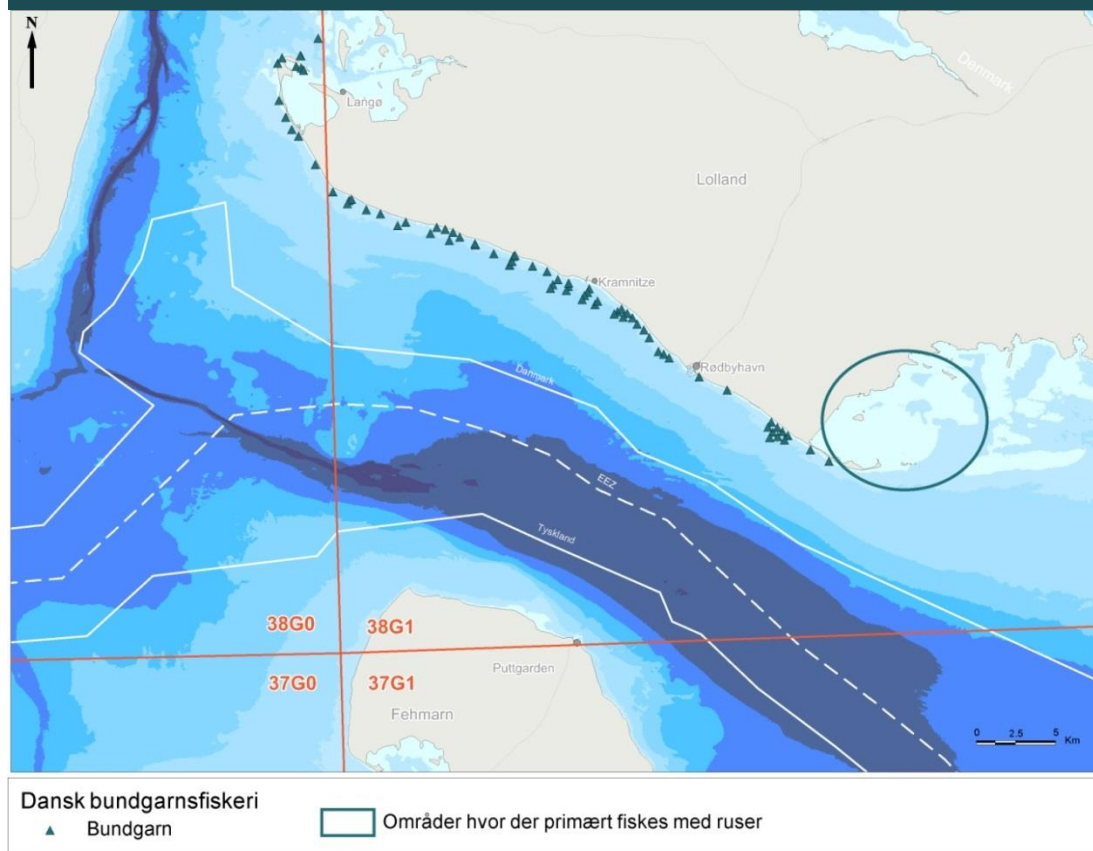 N
Denmark
Langø
Lolland
Kramnitze
Rødbyhavn
Danmark
EEZ
Tyskland
38G0
38G1
Puttgarden
37G0
37G1
Fehmarn
0 2.5 5
Km
Dansk bundgarnsfiskeri
Bundgarn
Områder hvor der primært fiskes med ruser